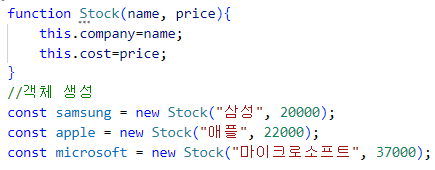 function Stock(name, price){
    this.company=name;
    this.cost=price;
}
//객체 생성
const samsung = new Stock("삼성", 20000);
const apple = new Stock("애플", 22000);
const microsoft = new Stock("마이크로소프트", 37000);